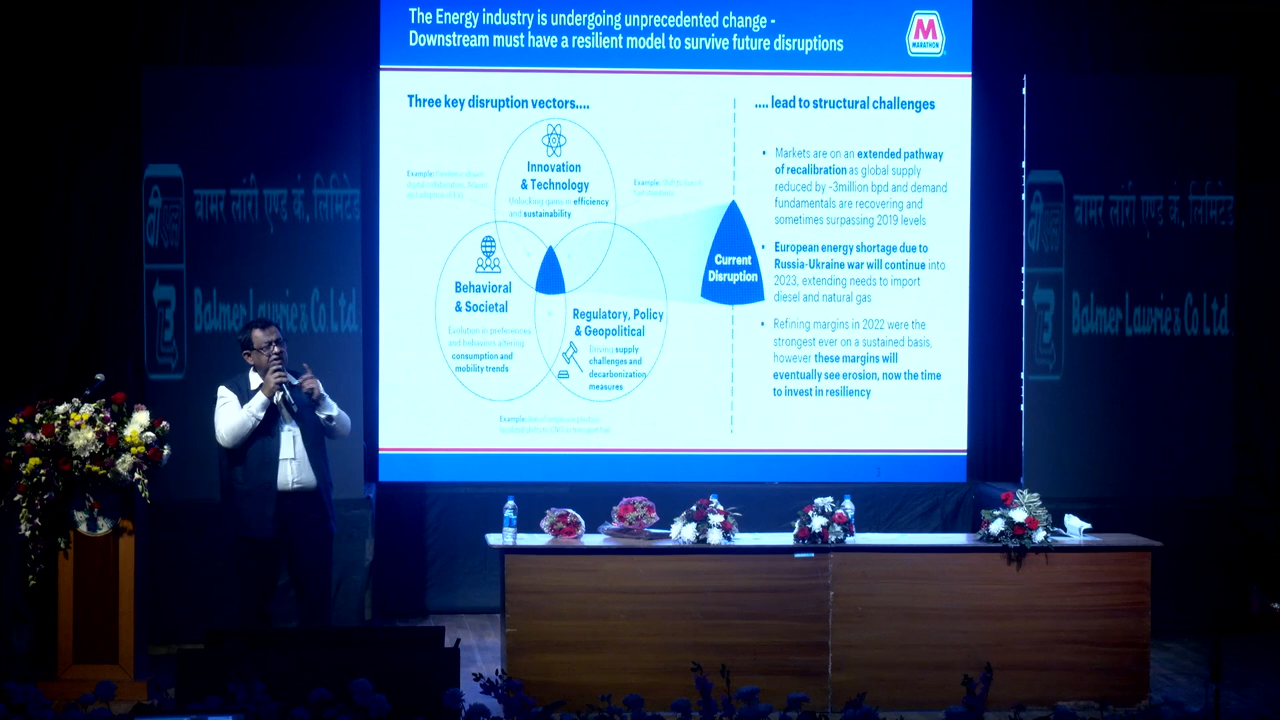 The Energy industry is undergoing unprecedented change -
Downstream must have a resilient model to survive future disruptions
M
MARATHON
Three key disruption vectors....
Innovation
& Technology
Unlocking gains in efficiency
and sustainability
Example:
Example:
Behavioral
& Societal
Evolution in preferences
and behaviors altering
consumption and
mobility trends
Regulatory, Policy
& Geopolitical
Driving supply
challenges and
decarbonization
measures
Example:
Current
Disruption
.... lead to structural challenges
• Markets are on an extended pathway
of recalibration as global supply
reduced by ~3million bpd and demand
fundamentals are recovering and
sometimes surpassing 2019 levels
• European energy shortage due to
Russia-Ukraine war will continue into
2023, extending needs to import
diesel and natural gas
• Refining margins in 2022 were the
strongest ever on a sustained basis,
however these margins will
eventually see erosion, now the time
to invest in resiliency
बामर लॉरी एण्ड कं. लिमिटेड
Balmer Lawrie & Co. Ltd.
बामर लॉरी एण्ड कं. लिमिटेड
Balmer Lawrie & Co. Ltd.